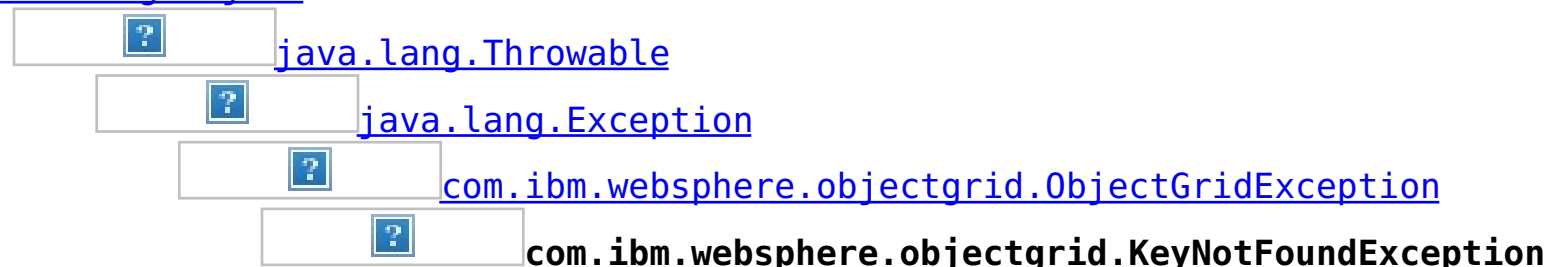 java.lang.Throwable
java.lang.Exception
com.ibm.websphere.objectgrid.ObjectGridException
com.ibm.websphere.objectgrid.KeyNotFoundException